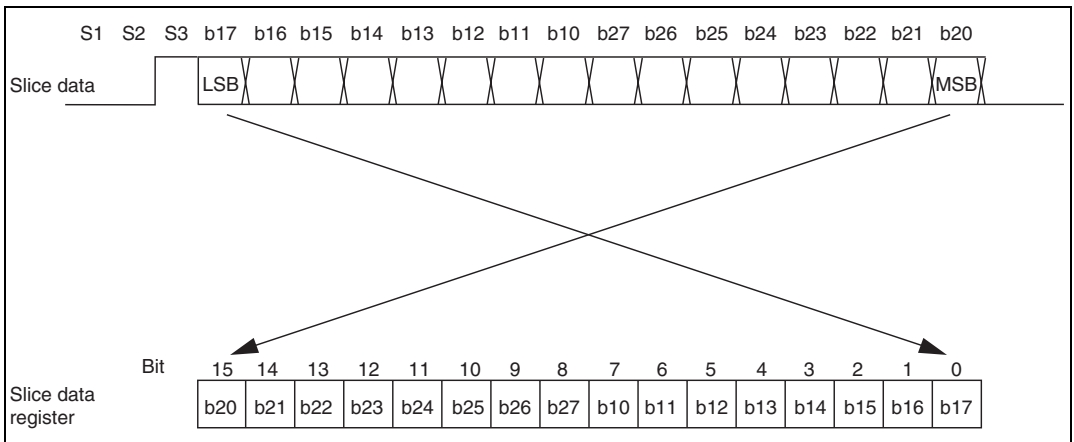 S1 S2 S3 b17 b16 b15 b14 b13 b12 b11 b10 b27 b26 b25 b24 b23 b22 b21 b20
Slice data LSB MSB
Bit 15 14 13 12 11 10 9 8 7 6 5 4 3 2 1 0
Slice data
register
b20 b21 b22 b23 b24 b25 b26 b27 b10 b11 b12 b13 b14 b15 b16 b17